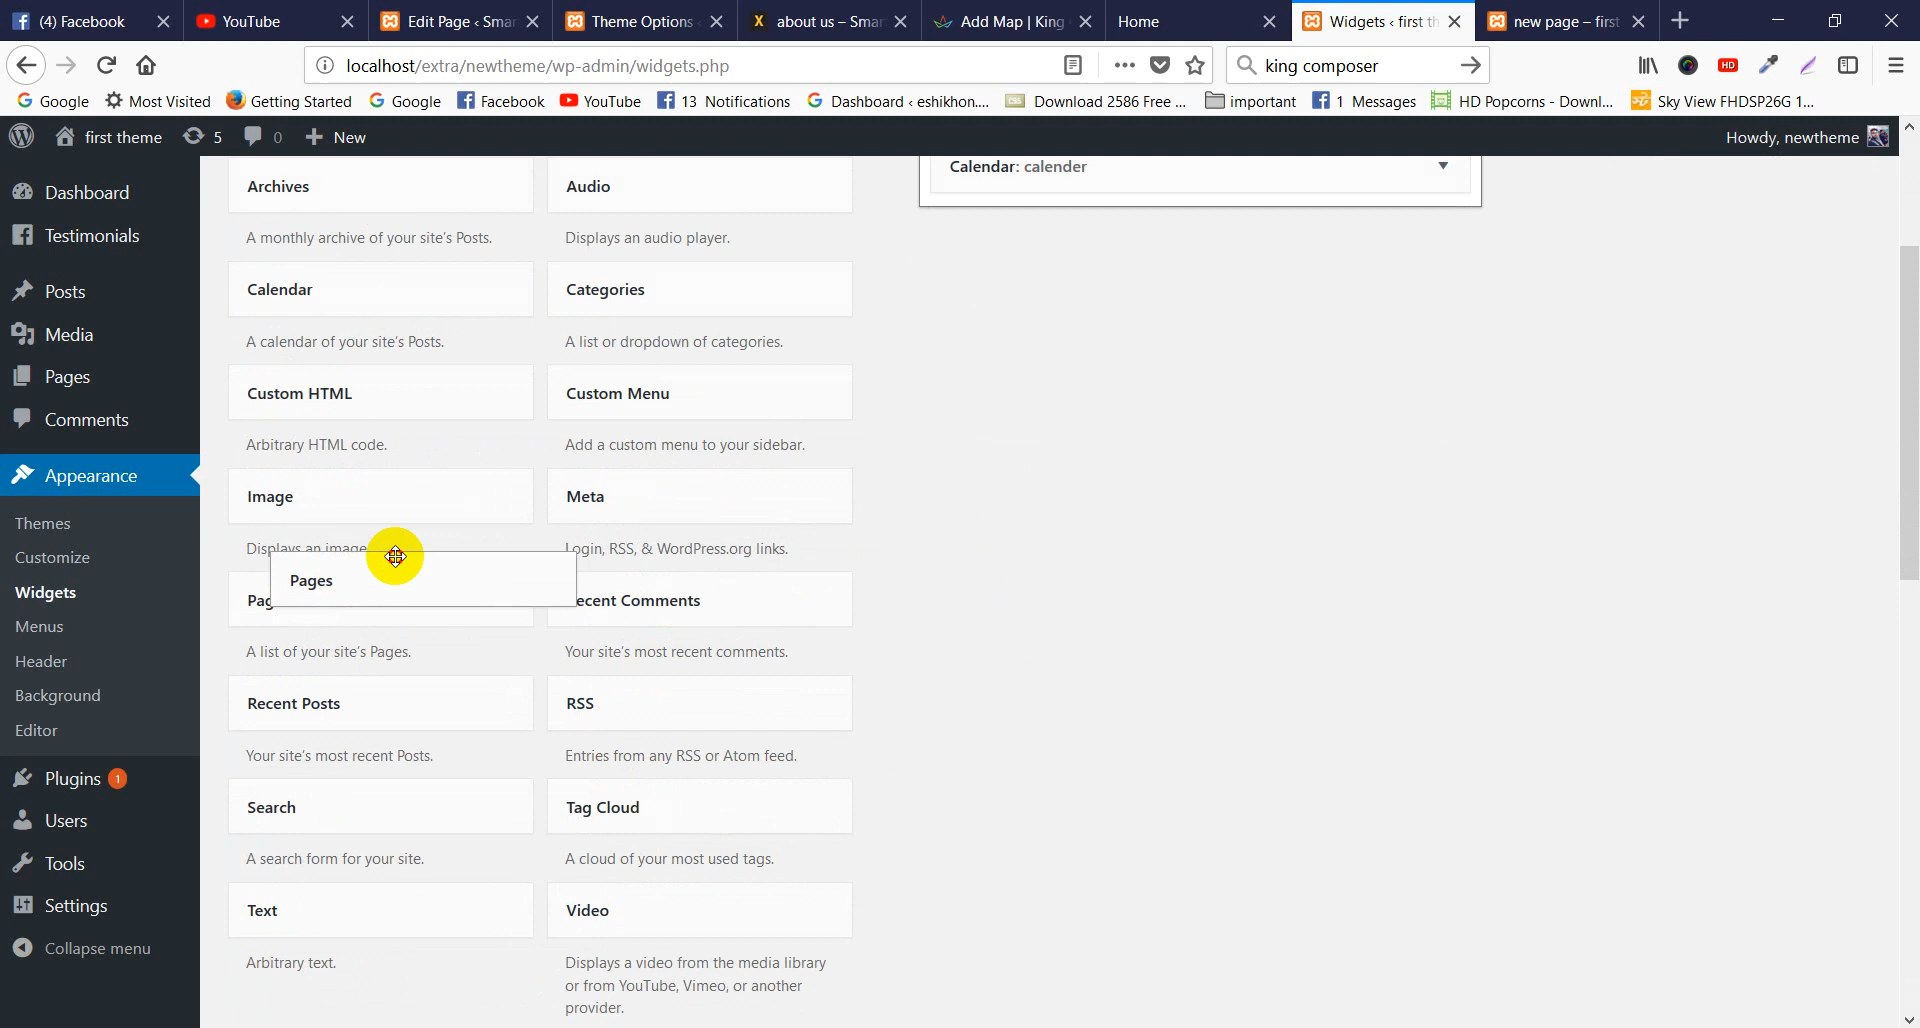 (4) Facebook
YouTube
Edit Page ‹ Smar
Theme Options
about us – Smar
Add Map | King
Home
Widgets ‹ first th
new page – first
localhost/extra/newtheme/wp-admin/widgets.php
king composer
HD
Google
Most Visited
Getting Started
Google
Facebook
YouTube
13 Notifications
Dashboard ‹ eshikhon....
Download 2586 Free ...
important
1 Messages
HD Popcorns - Downl...
Sky View FHDSP26G 1...
first theme
5
0
New
Howdy, newtheme
Dashboard
Testimonials
Posts
Media
Pages
Comments
Appearance
Themes
Customize
Widgets
Menus
Header
Background
Editor
Plugins 1
Users
Tools
Settings
Collapse menu
Archives
A monthly archive of your site's Posts.
Audio
Displays an audio player.
Calendar
A calendar of your site's Posts.
Categories
A list or dropdown of categories.
Custom HTML
Arbitrary HTML code.
Custom Menu
Add a custom menu to your sidebar.
Image
Displays an image
Meta
Login, RSS, & WordPress.org links.
Pages
A list of your site's Pages.
Recent Comments
Your site's most recent comments.
Recent Posts
Your site's most recent Posts.
RSS
Entries from any RSS or Atom feed.
Search
A search form for your site.
Tag Cloud
A cloud of your most used tags.
Text
Arbitrary text.
Video
Displays a video from the media library
or from YouTube, Vimeo, or another
provider.
Calendar: calender